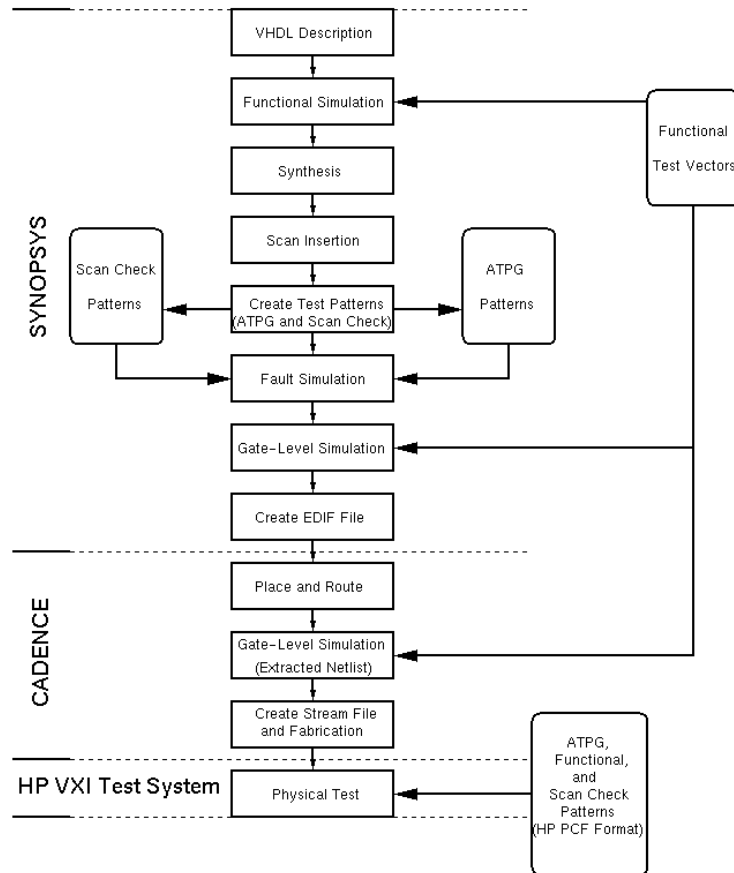 VHDL Description
Functional Simulation
Functional
Test Vectors
Synthesis
SYNOPSYS
Scan Insertion
Scan Check
Patterns
ATPG
Patterns
Create Test Patterns
(ATPG and Scan Check)
Fault Simulation
Gate-Level Simulation
Create EDIF File
CADENCE
Place and Route
Gate-Level Simulation
(Extracted Netlist)
Create Stream File
and Fabrication
HP VXI Test System
Physical Test
ATPG,
Functional,
and
Scan Check
Patterns
(HP PCF Format)